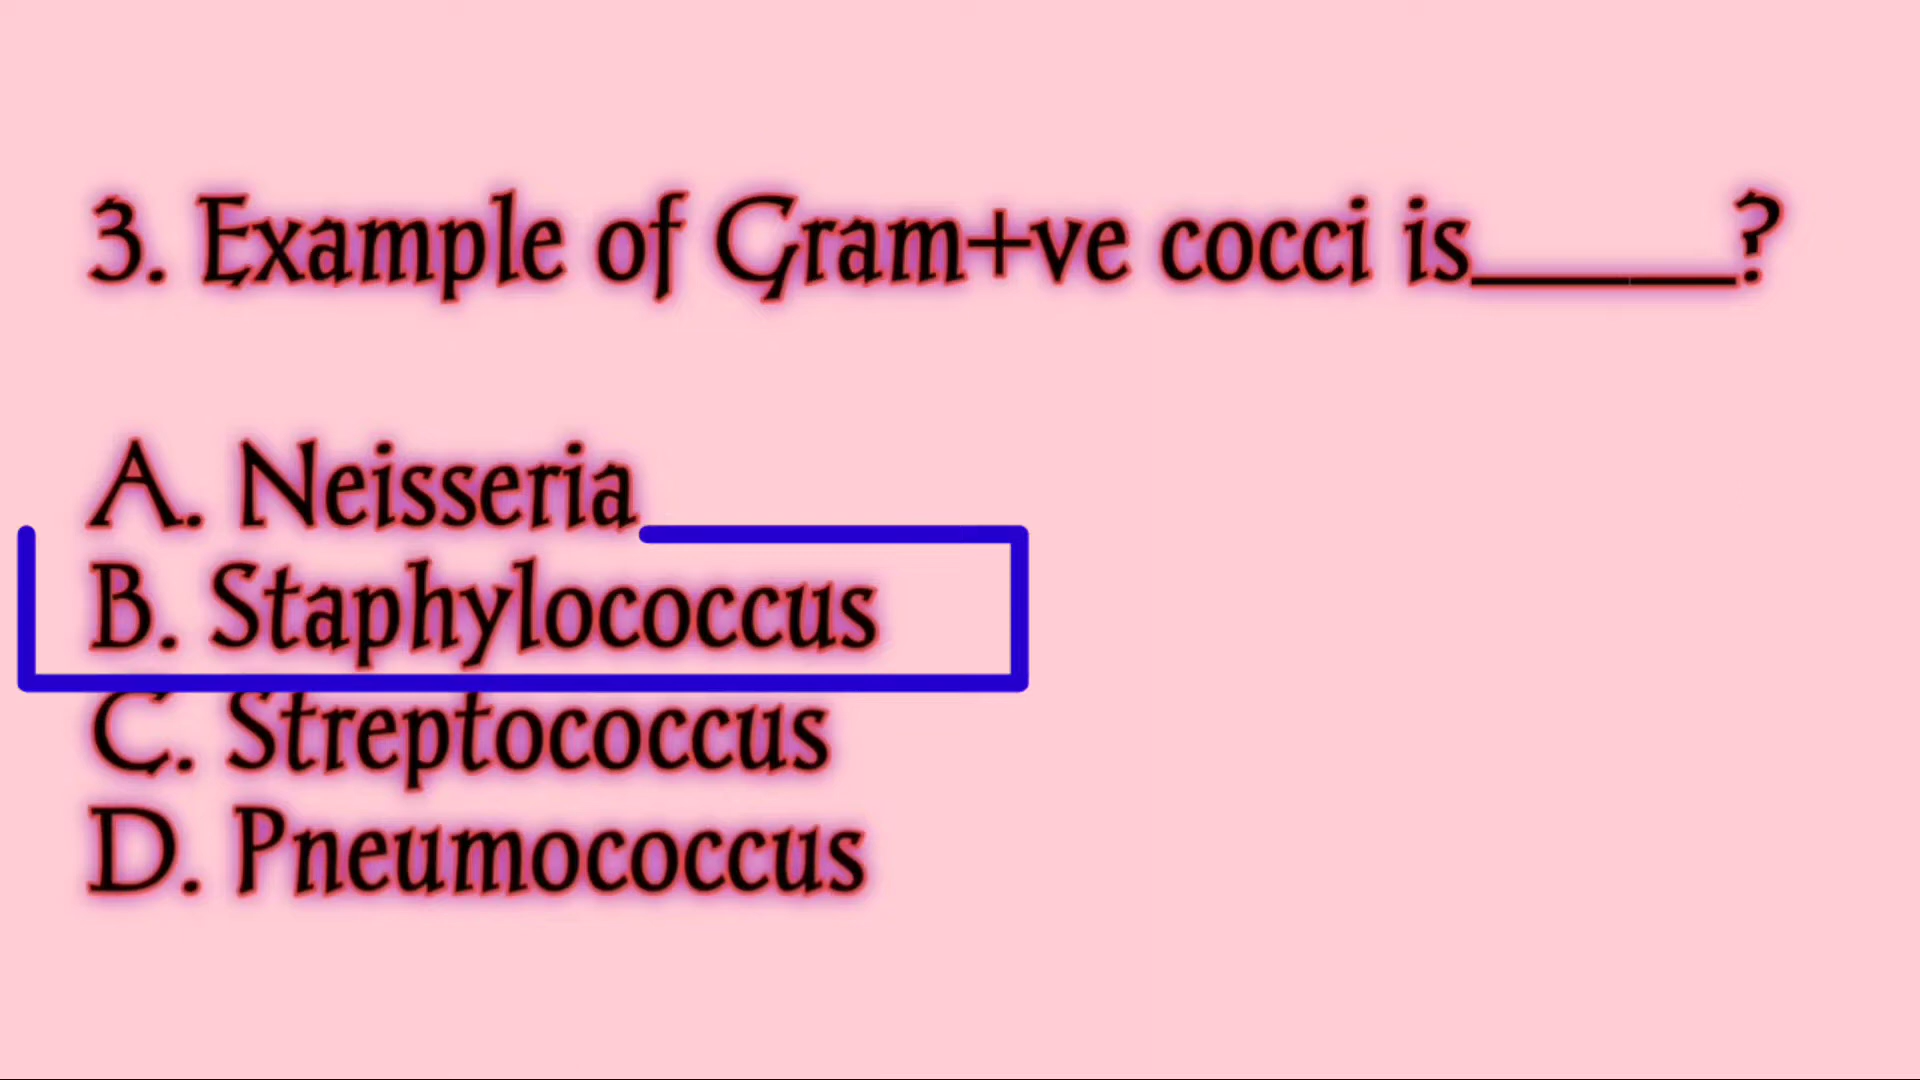 3. Example of Gram+ve cocci is_____?
A. Neisseria
B. Staphylococcus
C. Streptococcus
D. Pneumococcus